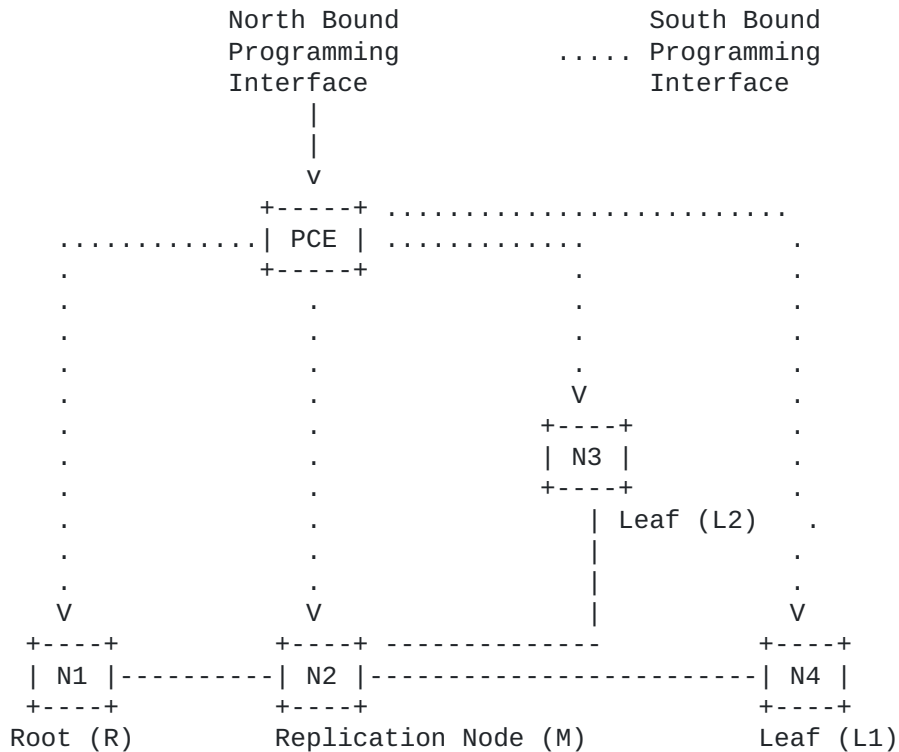 North Bound South Bound
Programming ..... Programming
Interface Interface
|
|
v
+-----+ ...........................
.............| PCE | ............. .
. +-----+ . .
. . . .
. . . .
. . . .
. . V .
. . +----+ .
. . | N3 | .
. . +----+ .
. . | Leaf (L2) .
. . | .
. . | .
V V | V
+----+ +----+ -------------- +----+
| N1 |----------| N2 |-------------------------| N4 |
+----+ +----+ +----+
Root (R) Replication Node (M) Leaf (L1)